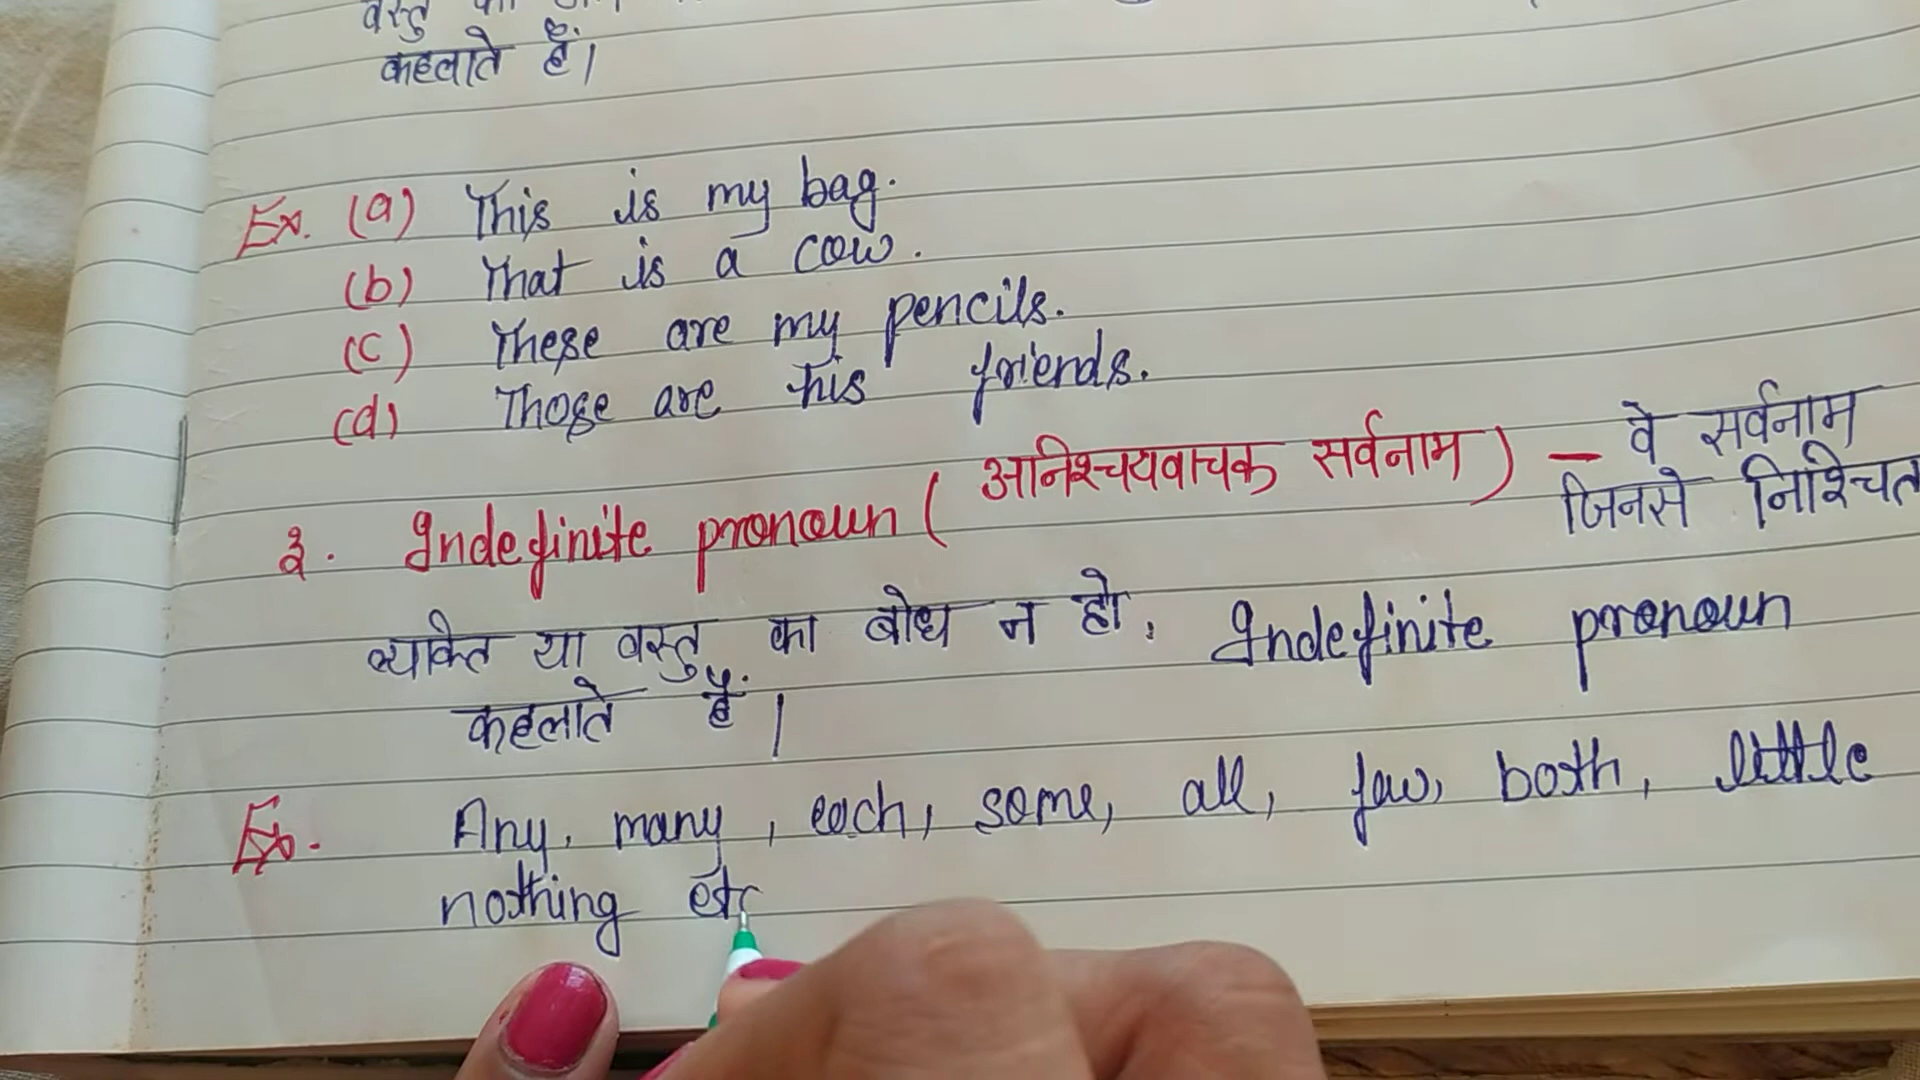 वस्तु का
कहलाते हैं।
Ex. (a) This is my bag.
(b) That is a cow.
(c) These are my pencils.
(d) Those are his friends.
3. Indefinite pronoun ( अनिश्चयवाचक सर्वनाम ) – वे सर्वनाम
जिनसे निश्चित
व्यक्ति या वस्तु का बोध न हो, Indefinite pronoun
कहलाते हैं।
Ex. Any, many, each, some, all, few, both, little
nothing etc